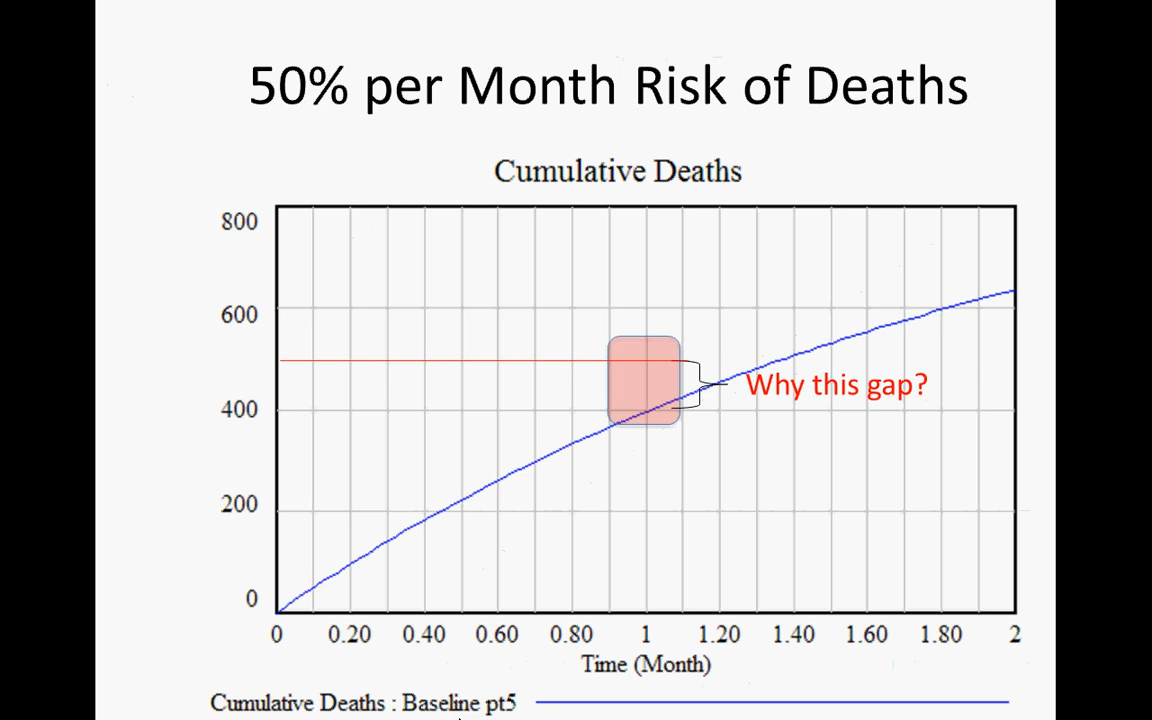 50% per Month Risk of Deaths
Cumulative Deaths
800
600
400
200
0
Why this gap?
0 0.20 0.40 0.60 0.80 1 1.20 1.40 1.60 1.80 2
Time (Month)
Cumulative Deaths : Baseline pt5